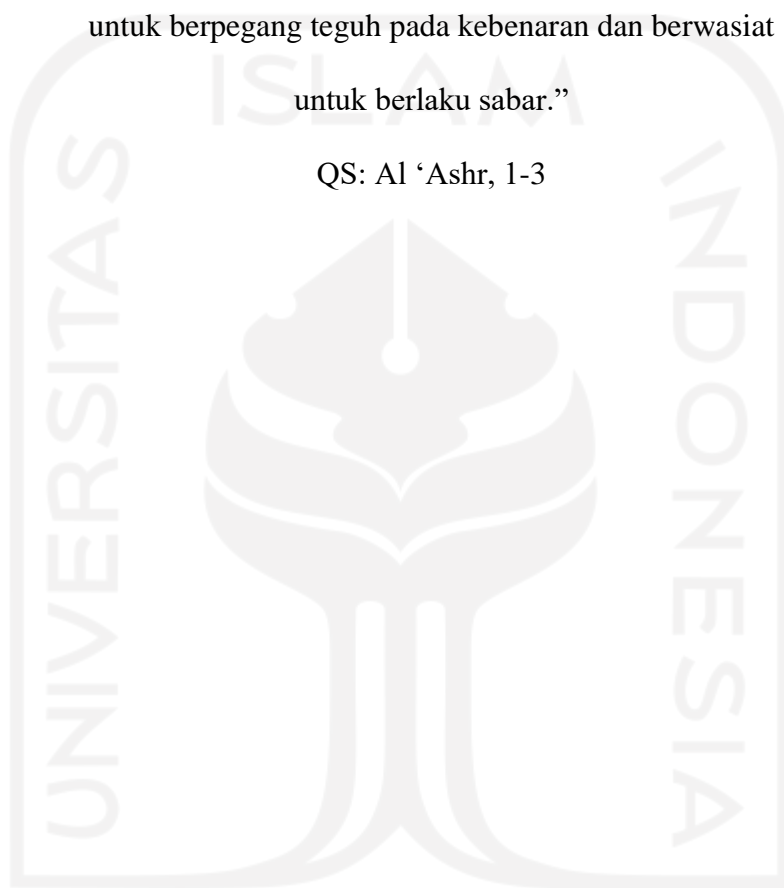 untuk berpegang teguh pada kebenaran dan berwasiat
untuk berlaku sabar.”
QS: Al ‘Ashr, 1-3
UNIVERSITAS
ISLAM
INDONESIA